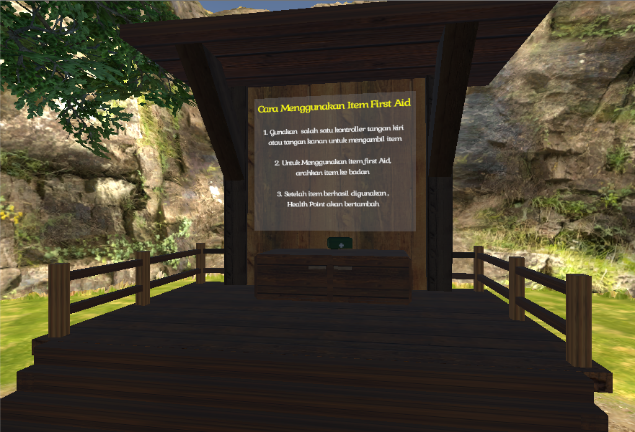 Cara Menggunakan Item First Aid
1. Gunakan salah satu kontroller tangan kiri
atau tangan kanan untuk mengambil item
2. Untuk Menggunakan item first Aid,
arahkan item ke badan
3. Setelah item berhasil digunakan,
Health Point akan bertambah